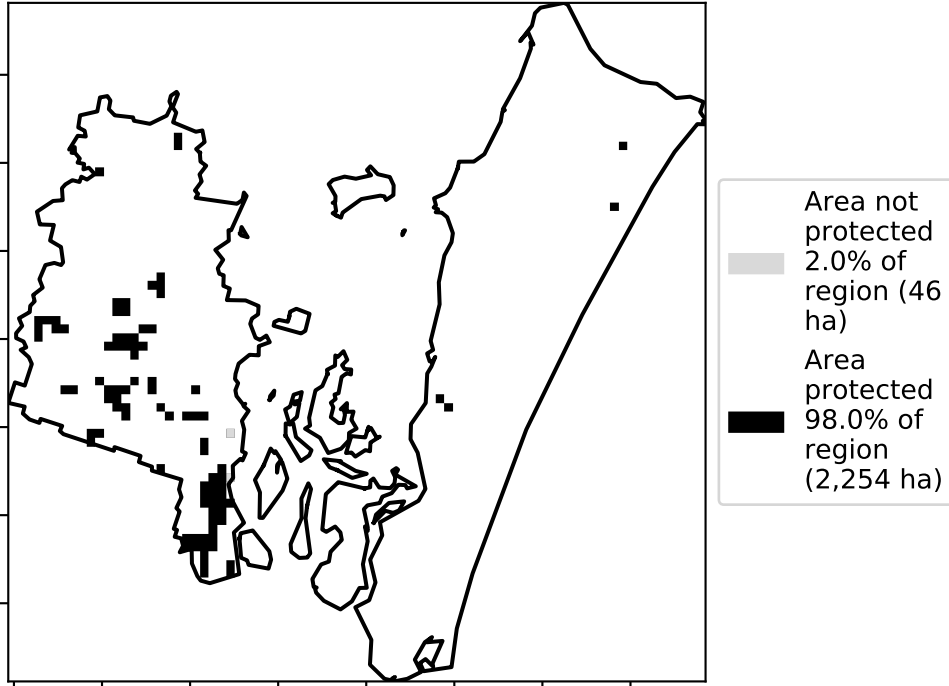 Area not
protected
2.0% of
region (46
ha)
Area
protected
98.0% of
region
(2,254 ha)